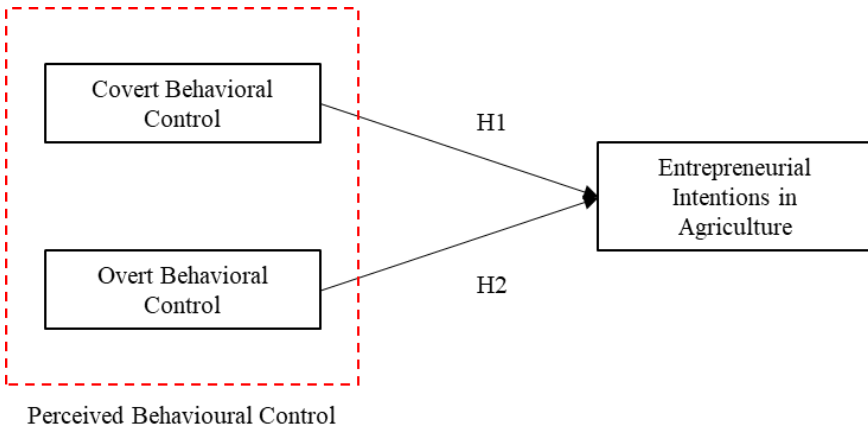 Covert Behavioral
Control
H1
Entrepreneurial
Intentions in
Agriculture
Overt Behavioral
Control
H2
Perceived Behavioural Control